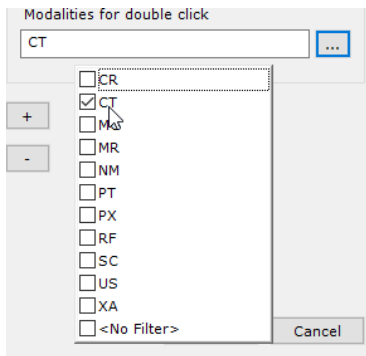 Modalities for double click
CT
...
CR
CT
MR
NM
PT
PX
RF
SC
US
XA
<No Filter>
+
-
Cancel